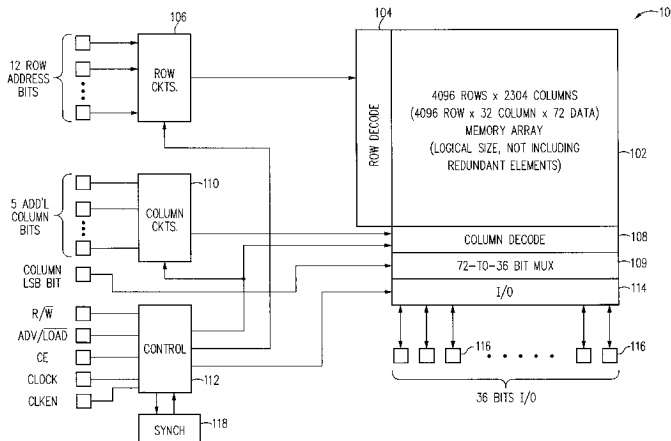 106
104
10
12 ROW
ADDRESS
BITS
ROW
CKTS.
ROW DECODE
4096 ROWS x 2304 COLUMNS
(4096 ROW x 32 COLUMN x 72 DATA)
MEMORY ARRAY
(LOGICAL SIZE, NOT INCLUDING
REDUNDANT ELEMENTS)
102
110
5 ADD'L
COLUMN
BITS
COLUMN
CKTS.
COLUMN DECODE
108
COLUMN
LSB BIT
72-TO-36 BIT MUX
109
I/O
114
R/W̅
ADV/L̅O̅A̅D̅
CE
CLOCK
CLKEN
CONTROL
112
116
116
36 BITS I/O
SYNCH
118